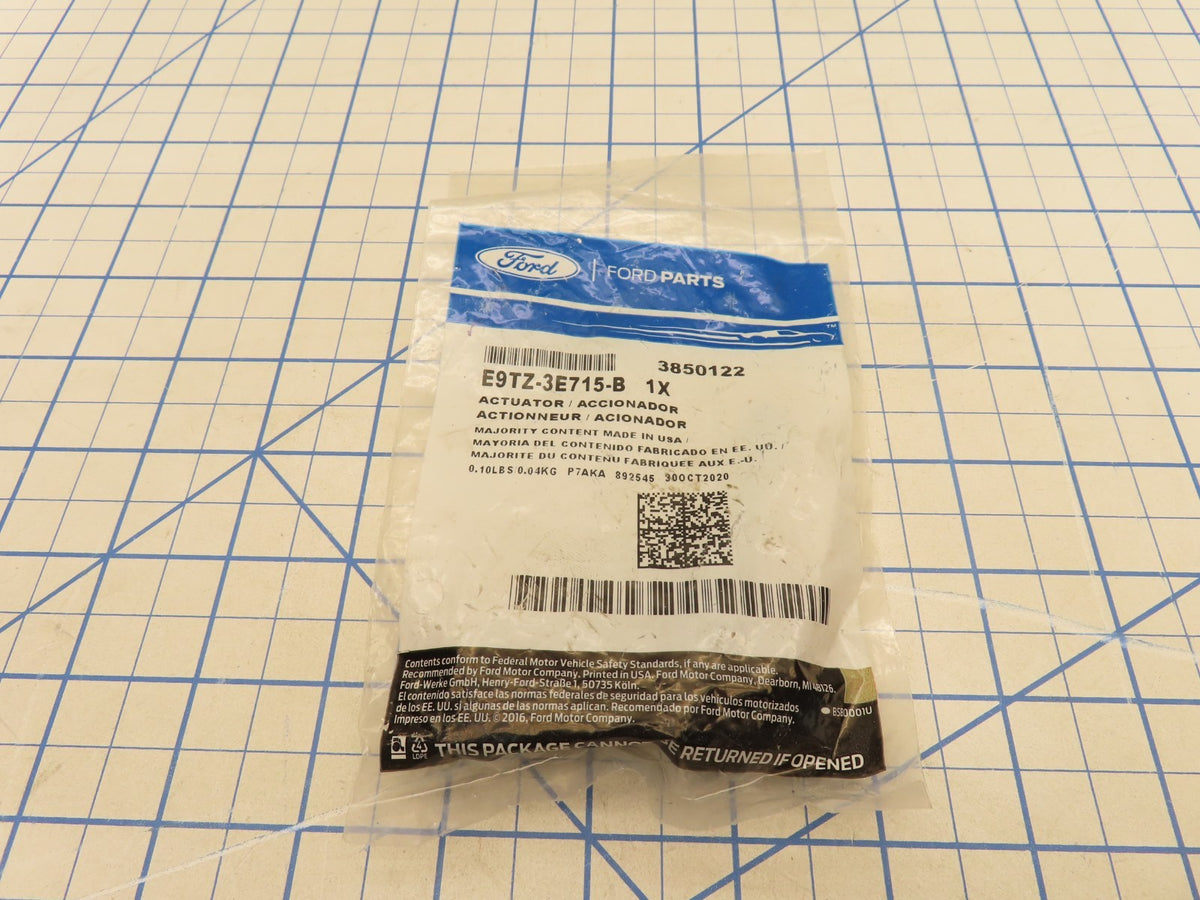 Ford | FORD PARTS
TM
3850122
E9TZ-3E715-B 1X
ACTUATOR / ACCIONADOR
ACTIONNEUR / ACIONADOR
MAJORITY CONTENT MADE IN USA /
MAYORIA DEL CONTENIDO FABRICADO EN EE. UU. /
MAJORITE DU CONTENU FABRIQUEE AUX E.-U.
0.10LBS/0.04KG P7AKA 892545 30OCT2020
Contents conform to Federal Motor Vehicle Safety Standards, if any are applicable.
Recommended by Ford Motor Company. Printed in USA. Ford Motor Company, Dearborn, MI 48126.
Ford-Werke GmbH, Henry-Ford-Straße 1, 50735 Köln.
El contenido satisface las normas federales de seguridad para los vehículos motorizados
de los EE. UU. si algunas de las normas aplican. Recomendado por Ford Motor Company.
Impreso en los EE. UU. © 2016, Ford Motor Company.
LDPE
THIS PACKAGE RETURNED IF OPENED